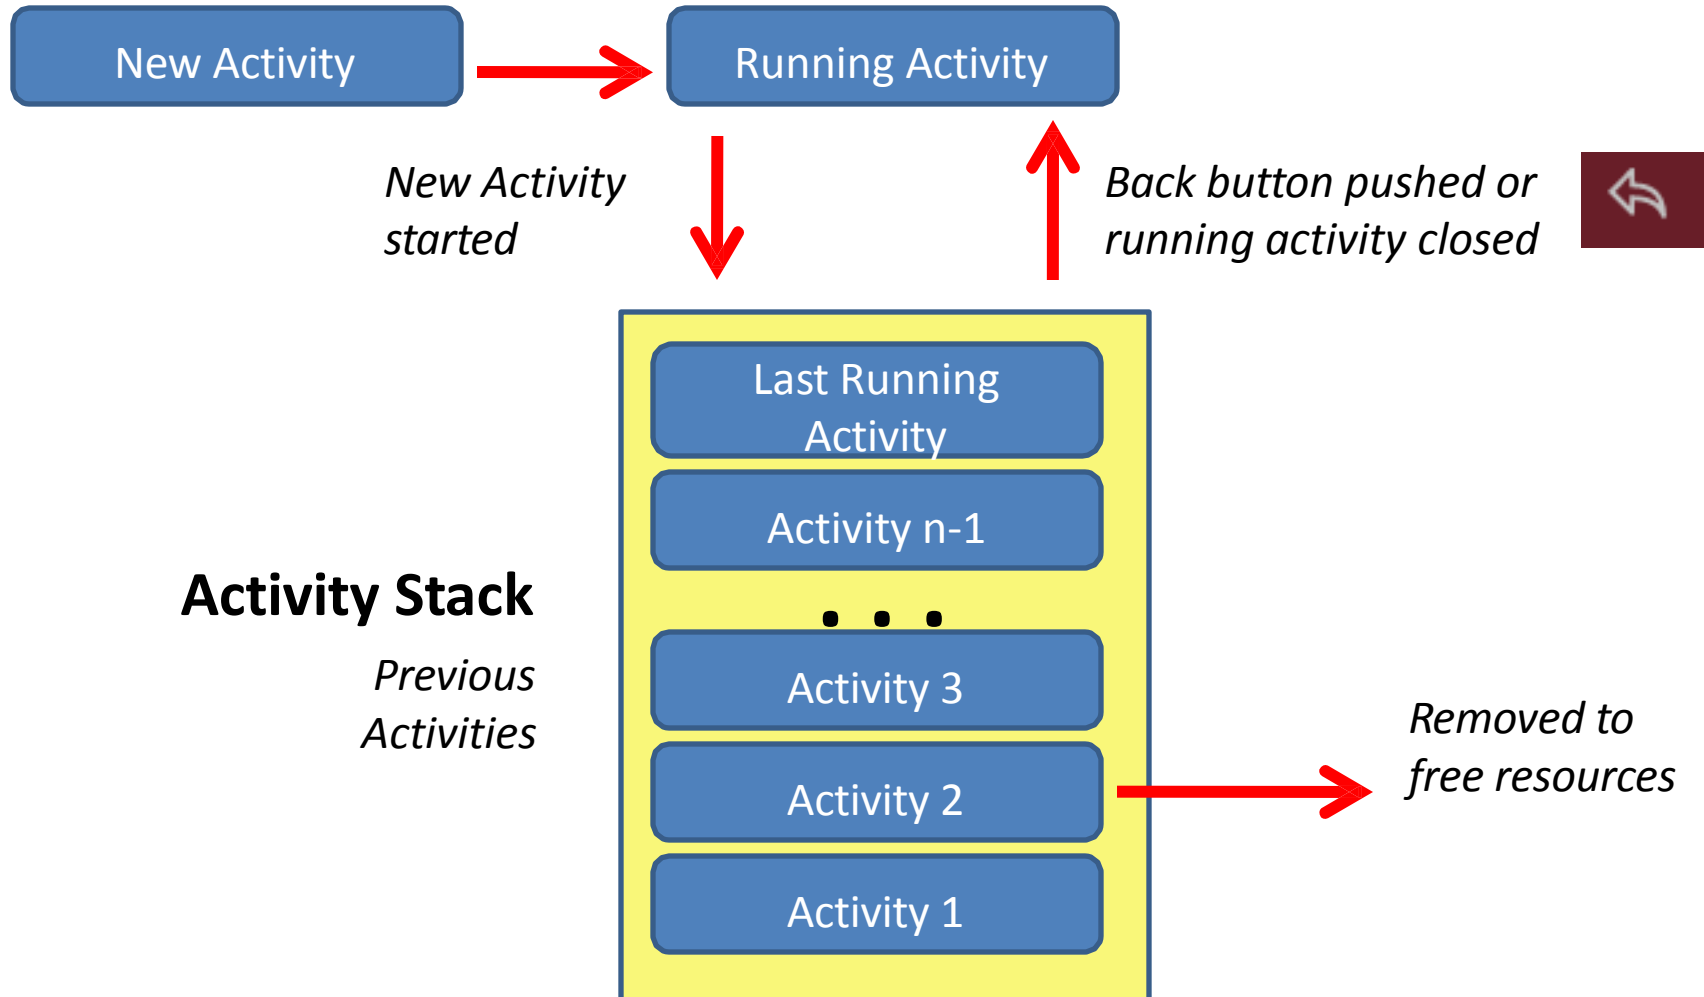 New Activity
Running Activity
New Activity
started
Back button pushed or
running activity closed
Last Running
Activity
Activity n-1
. . .
Activity Stack
Previous
Activities
Activity 3
Removed to
free resources
Activity 2
Activity 1